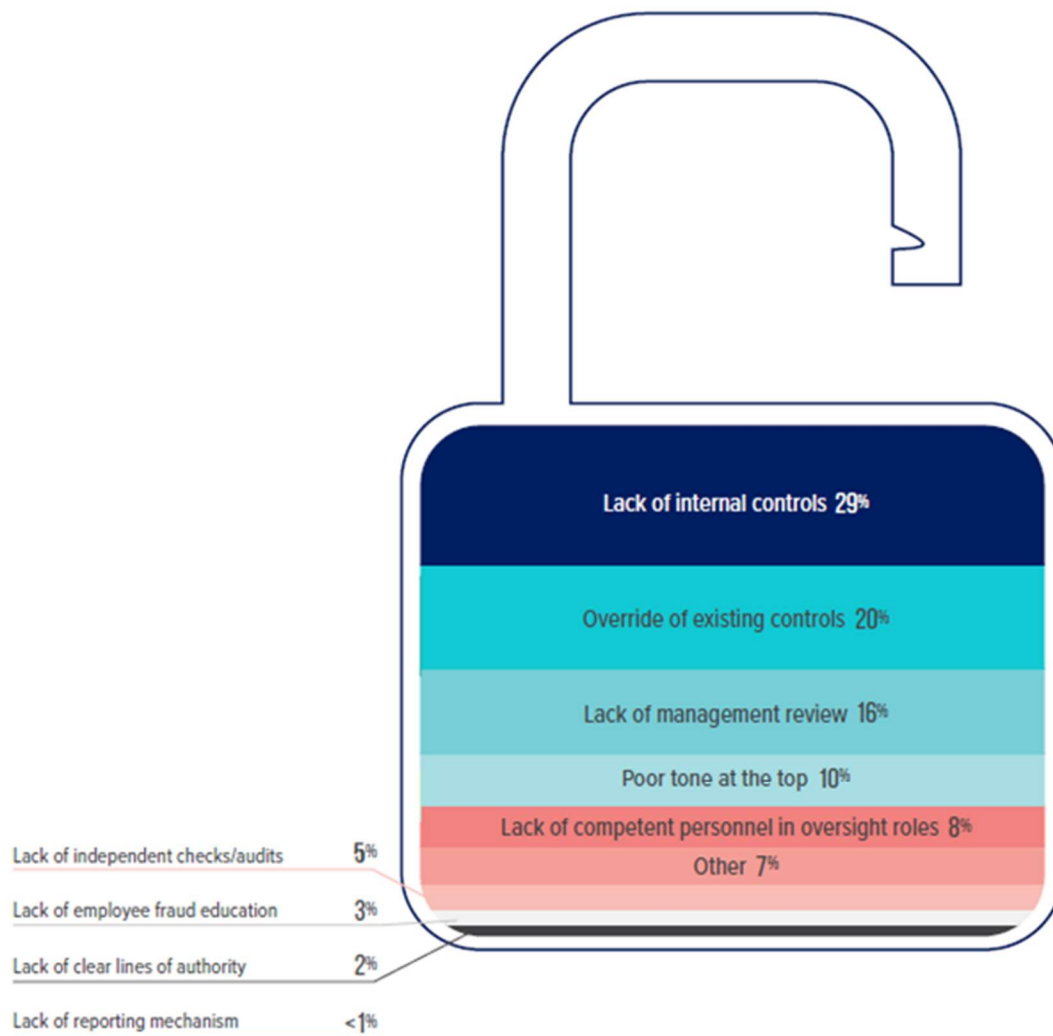 Lack of internal controls 29%
Override of existing controls 20%
Lack of management review 16%
Poor tone at the top 10%
Lack of competent personnel in oversight roles 8%
Other 7%
Lack of independent checks/audits 5%
Lack of employee fraud education 3%
Lack of clear lines of authority 2%
Lack of reporting mechanism <1%